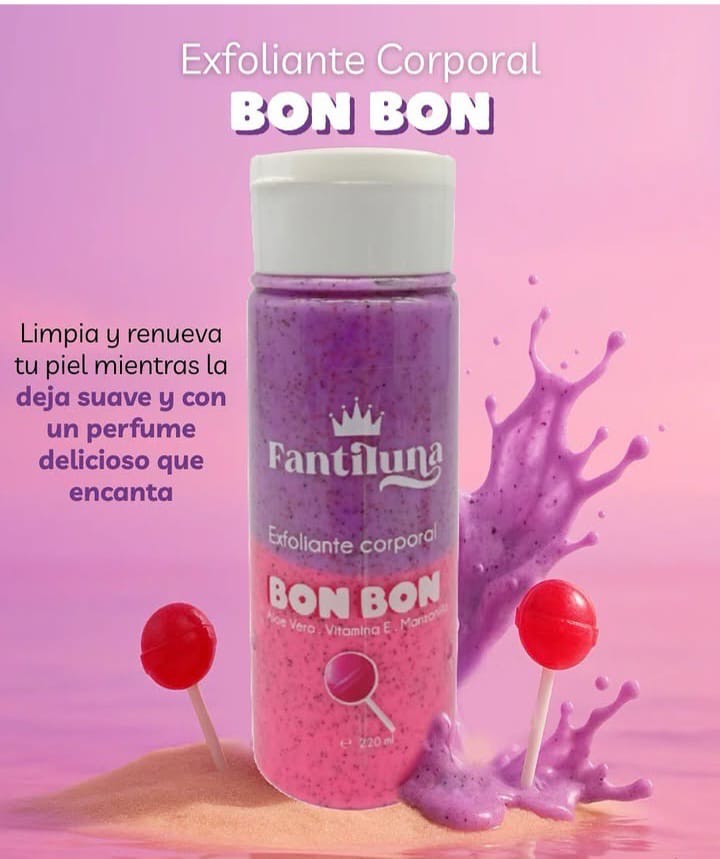 Exfoliante Corporal
BON BON
Limpia y renueva
tu piel mientras la
deja suave y con
un perfume
delicioso que
encanta
Fantiluna
Exfoliante corporal
BON BON
Aloe Vera . Vitamina E . Manzanilla
℮ 220 ml